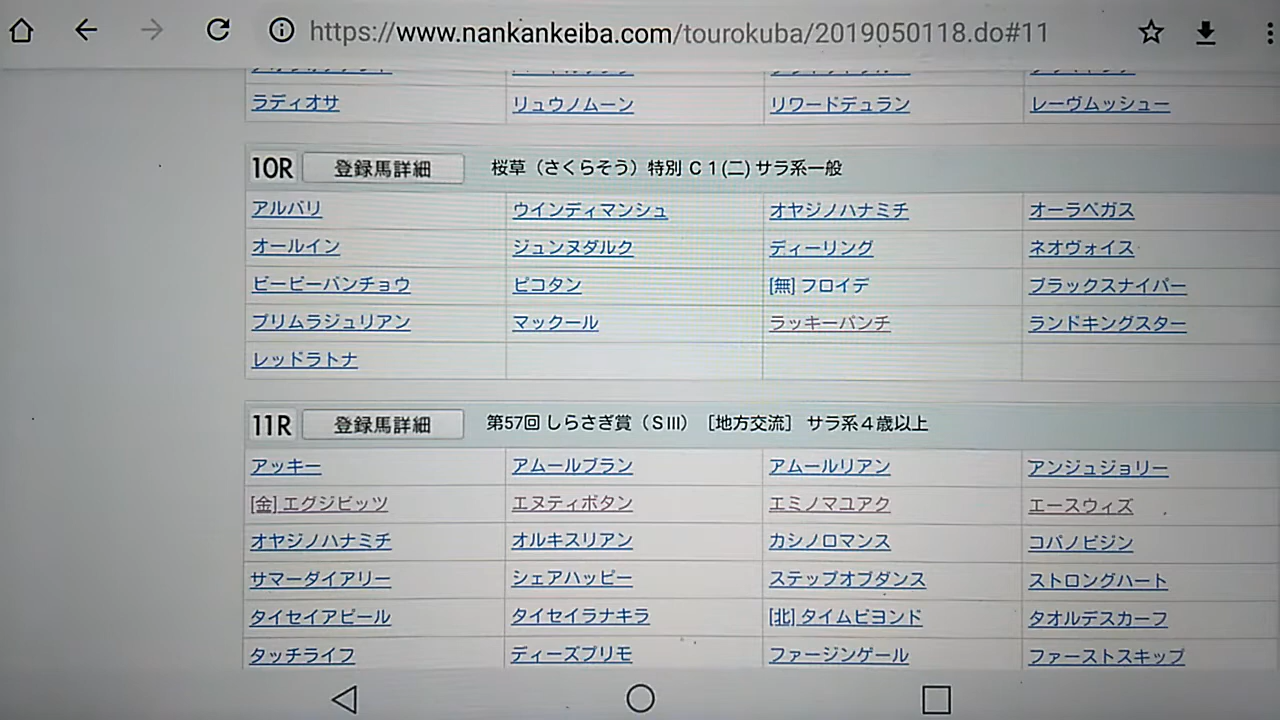 https://www.nankankeiba.com/tourokuba/2019050118.do#11
ラディオサ リュウノムーン リワードデュラン レーヴムッシュー
10R 登録馬詳細 桜草（さくらそう）特別 Ｃ１(二) サラ系一般
アルバリ ウインディマンシュ オヤジノハナミチ オーラベガス
オールイン ジュンヌダルク ディーリング ネオヴォイス
ビービーバンチョウ ピコタン [無] フロイデ ブラックスナイパー
プリムラジュリアン マックール ラッキーパンチ ランドキングスター
レッドラトナ
11R 登録馬詳細 第57回 しらさぎ賞（ＳIII）［地方交流］ サラ系４歳以上
アッキー アムールブラン アムールリアン アンジュジョリー
[金] エグジビッツ エヌティボタン エミノマユアク エースウィズ
オヤジノハナミチ オルキスリアン カシノロマンス コパノビジン
サマーダイアリー シェアハッピー ステップオブダンス ストロングハート
タイセイアピール タイセイラナキラ [北] タイムビヨンド タオルデスカーフ
タッチライフ ディーズプリモ ファージンゲール ファーストスキップ